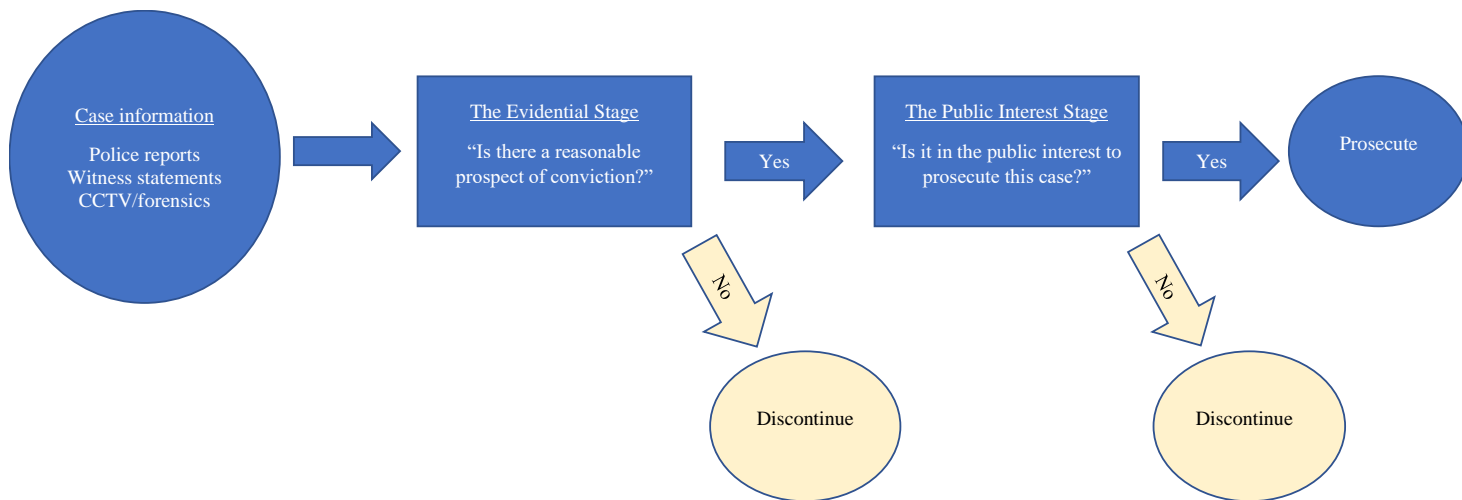 Case information
Police reports
Witness statements
CCTV/forensics
The Evidential Stage
“Is there a reasonable
prospect of conviction?”
Yes
The Public Interest Stage
“Is it in the public interest to
prosecute this case?”
Yes
Prosecute
No
No
Discontinue
Discontinue